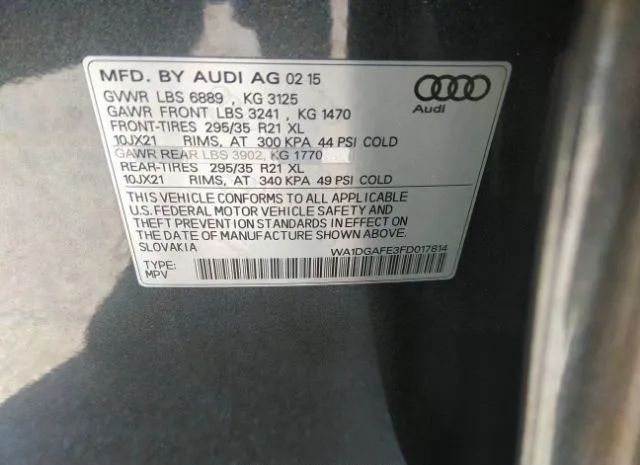 MFD. BY AUDI AG 02 15
GVWR LBS 6889 , KG 3125
GAWR FRONT LBS 3241 , KG 1470
FRONT-TIRES 295/35 R21 XL
10JX21 RIMS, AT 300 KPA 44 PSI COLD
GAWR REAR LBS 3902, KG 1770
REAR-TIRES 295/35 R21 XL
10JX21 RIMS, AT 340 KPA 49 PSI COLD
THIS VEHICLE CONFORMS TO ALL APPLICABLE
U.S. FEDERAL MOTOR VEHICLE SAFETY AND
THEFT PREVENTION STANDARDS IN EFFECT ON
THE DATE OF MANUFACTURE SHOWN ABOVE.
SLOVAKIA WA1DGAFE3FD017814
TYPE:
MPV
Audi